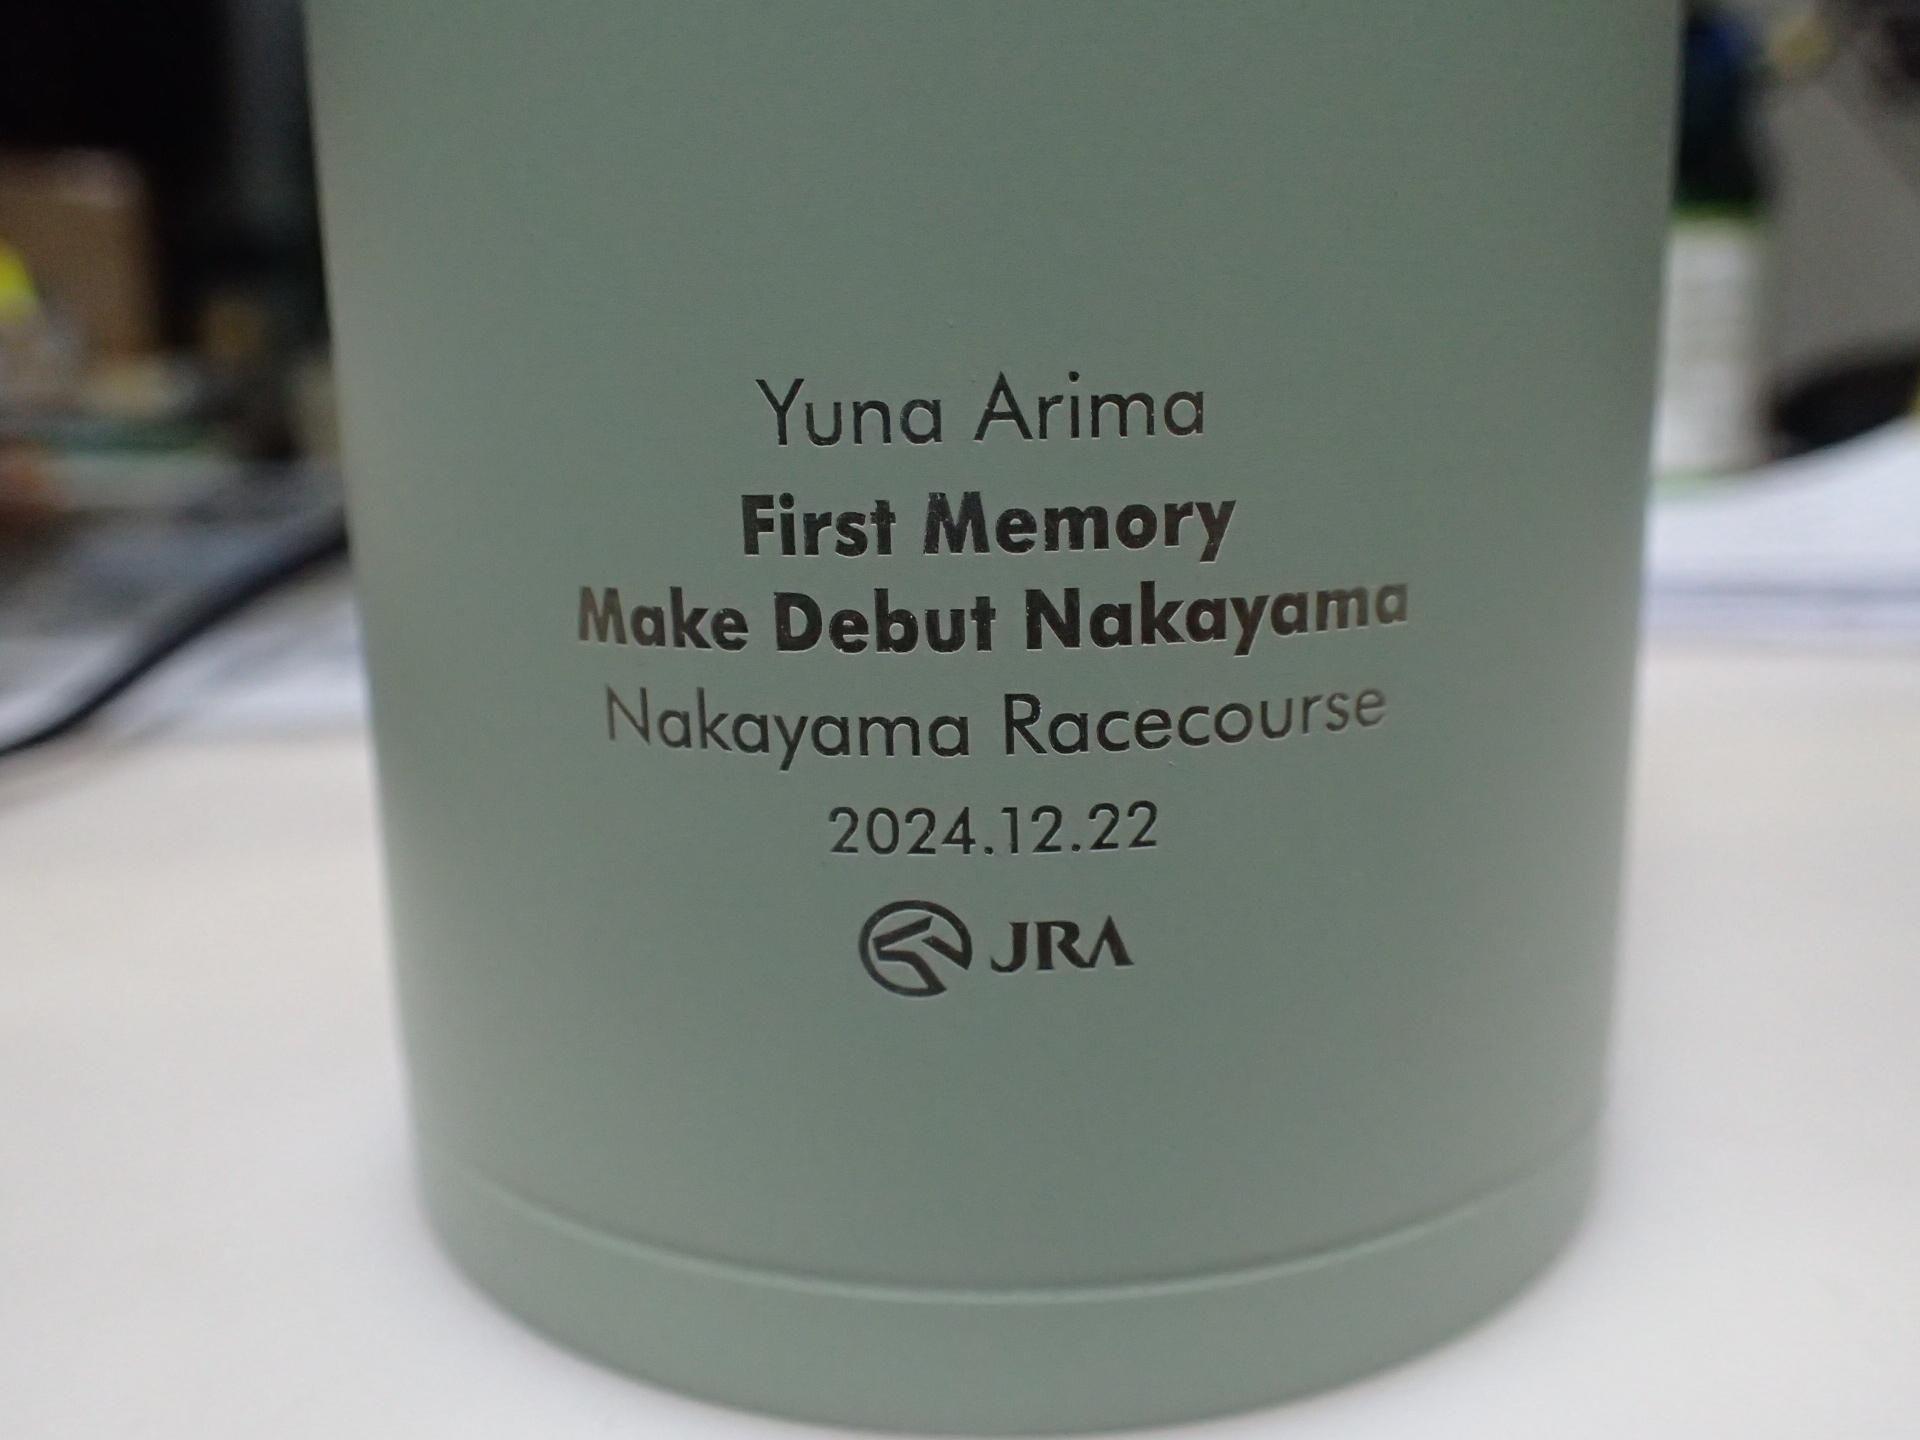 Yuna Arima
First Memory
Make Debut Nakayama
Nakayama Racecourse
2024.12.22
JRA